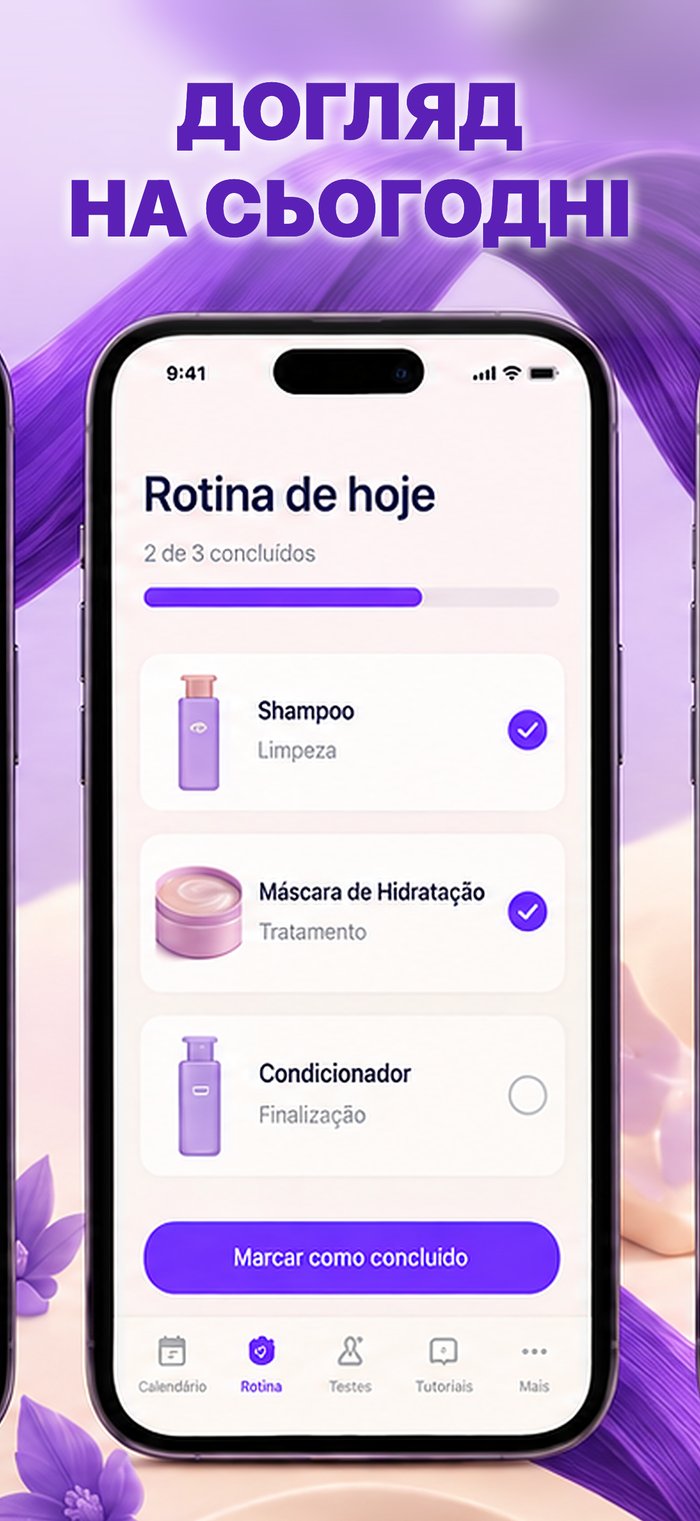 ДОГЛЯД
НА СЬОГОДНІ
9:41
Rotina de hoje
2 de 3 concluídos
Shampoo
Limpeza
Máscara de Hidratação
Tratamento
Condicionador
Finalização
Marcar como concluído
Calendário
Rotina
Testes
Tutoriais
Mais